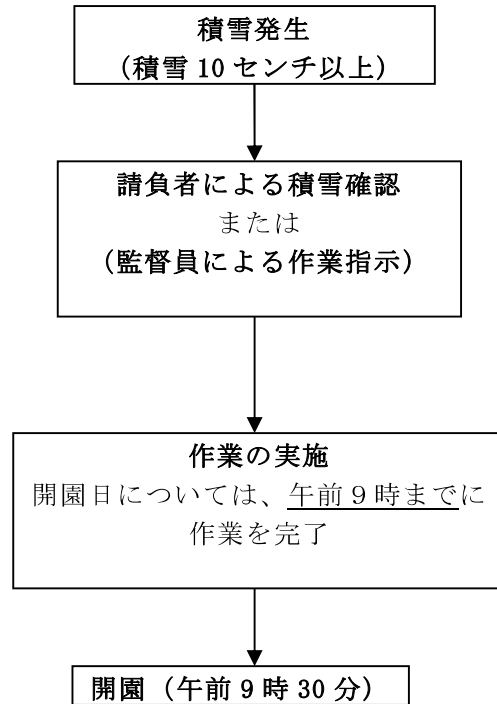 積雪発生
(積雪 10 センチ以上)
請負者による積雪確認
または
(監督員による作業指示)
作業の実施
開園日については、午前９時までに
作業を完了
開園（午前 9 時 30 分）